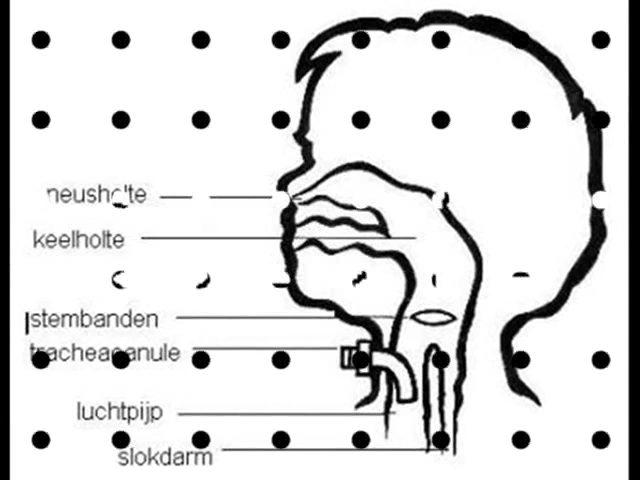 neusholte
keelholte
stembanden
tracheacanule
luchtpijp
slokdarm